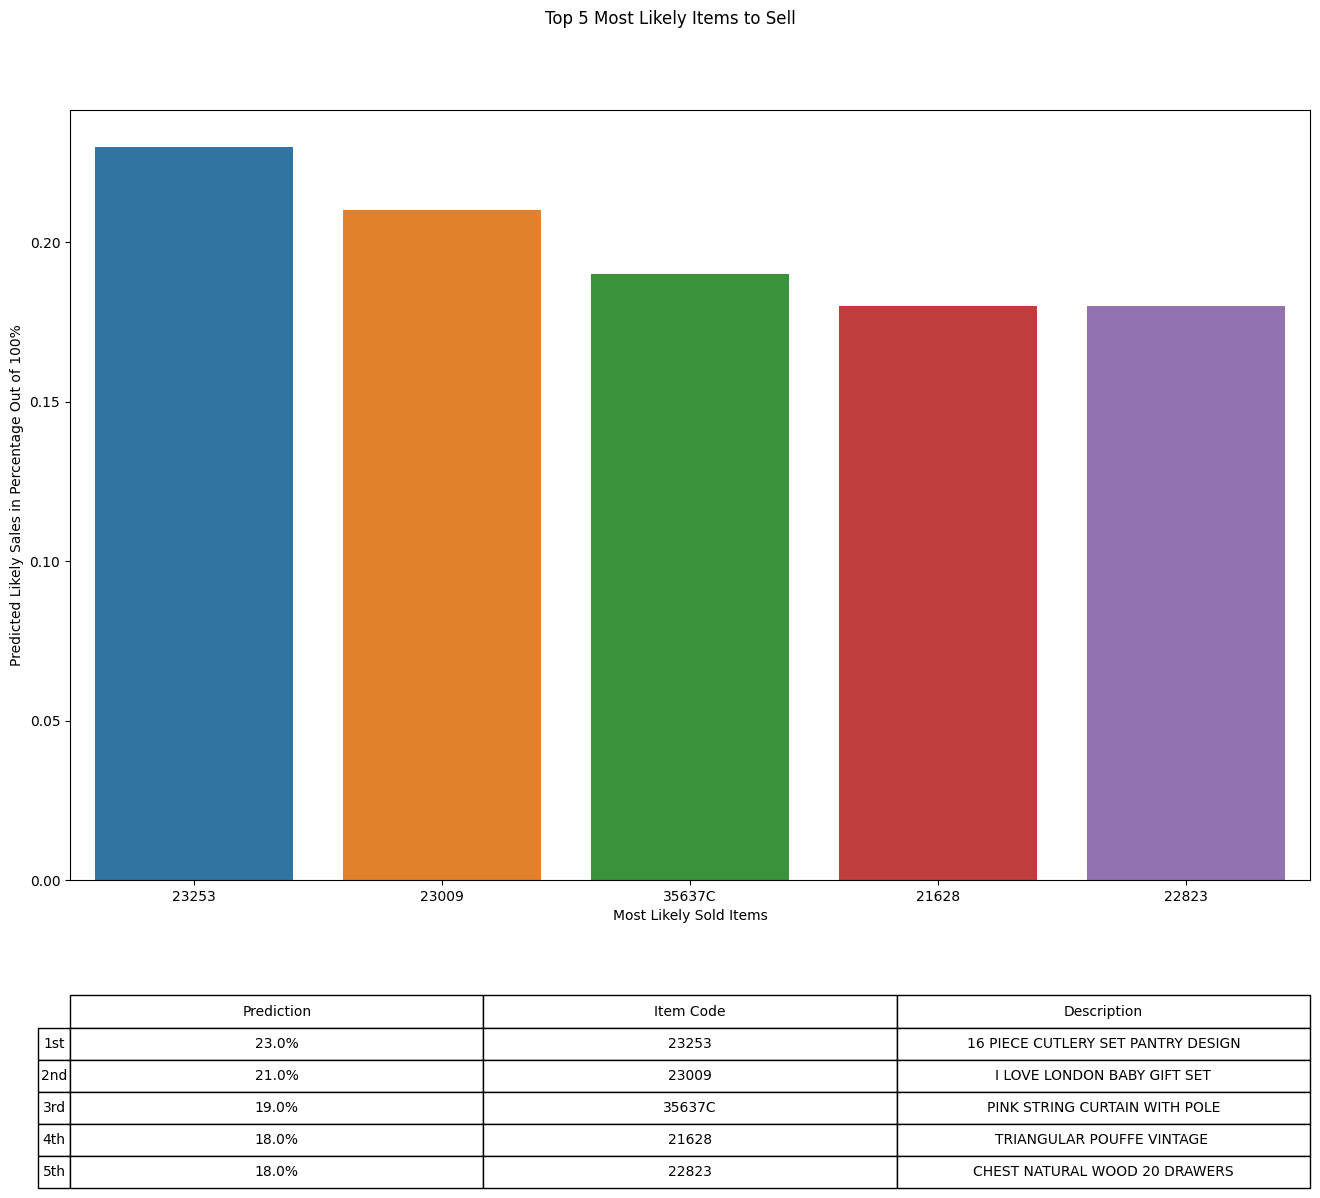 Top 5 Most Likely Items to Sell
Predicted Likely Sales in Percentage Out of 100%
0.20
0.15
0.10
0.05
0.00
23253 23009 35637C 21628 22823
Most Likely Sold Items
Prediction Item Code Description
1st 23.0% 23253 16 PIECE CUTLERY SET PANTRY DESIGN
2nd 21.0% 23009 I LOVE LONDON BABY GIFT SET
3rd 19.0% 35637C PINK STRING CURTAIN WITH POLE
4th 18.0% 21628 TRIANGULAR POUFFE VINTAGE
5th 18.0% 22823 CHEST NATURAL WOOD 20 DRAWERS